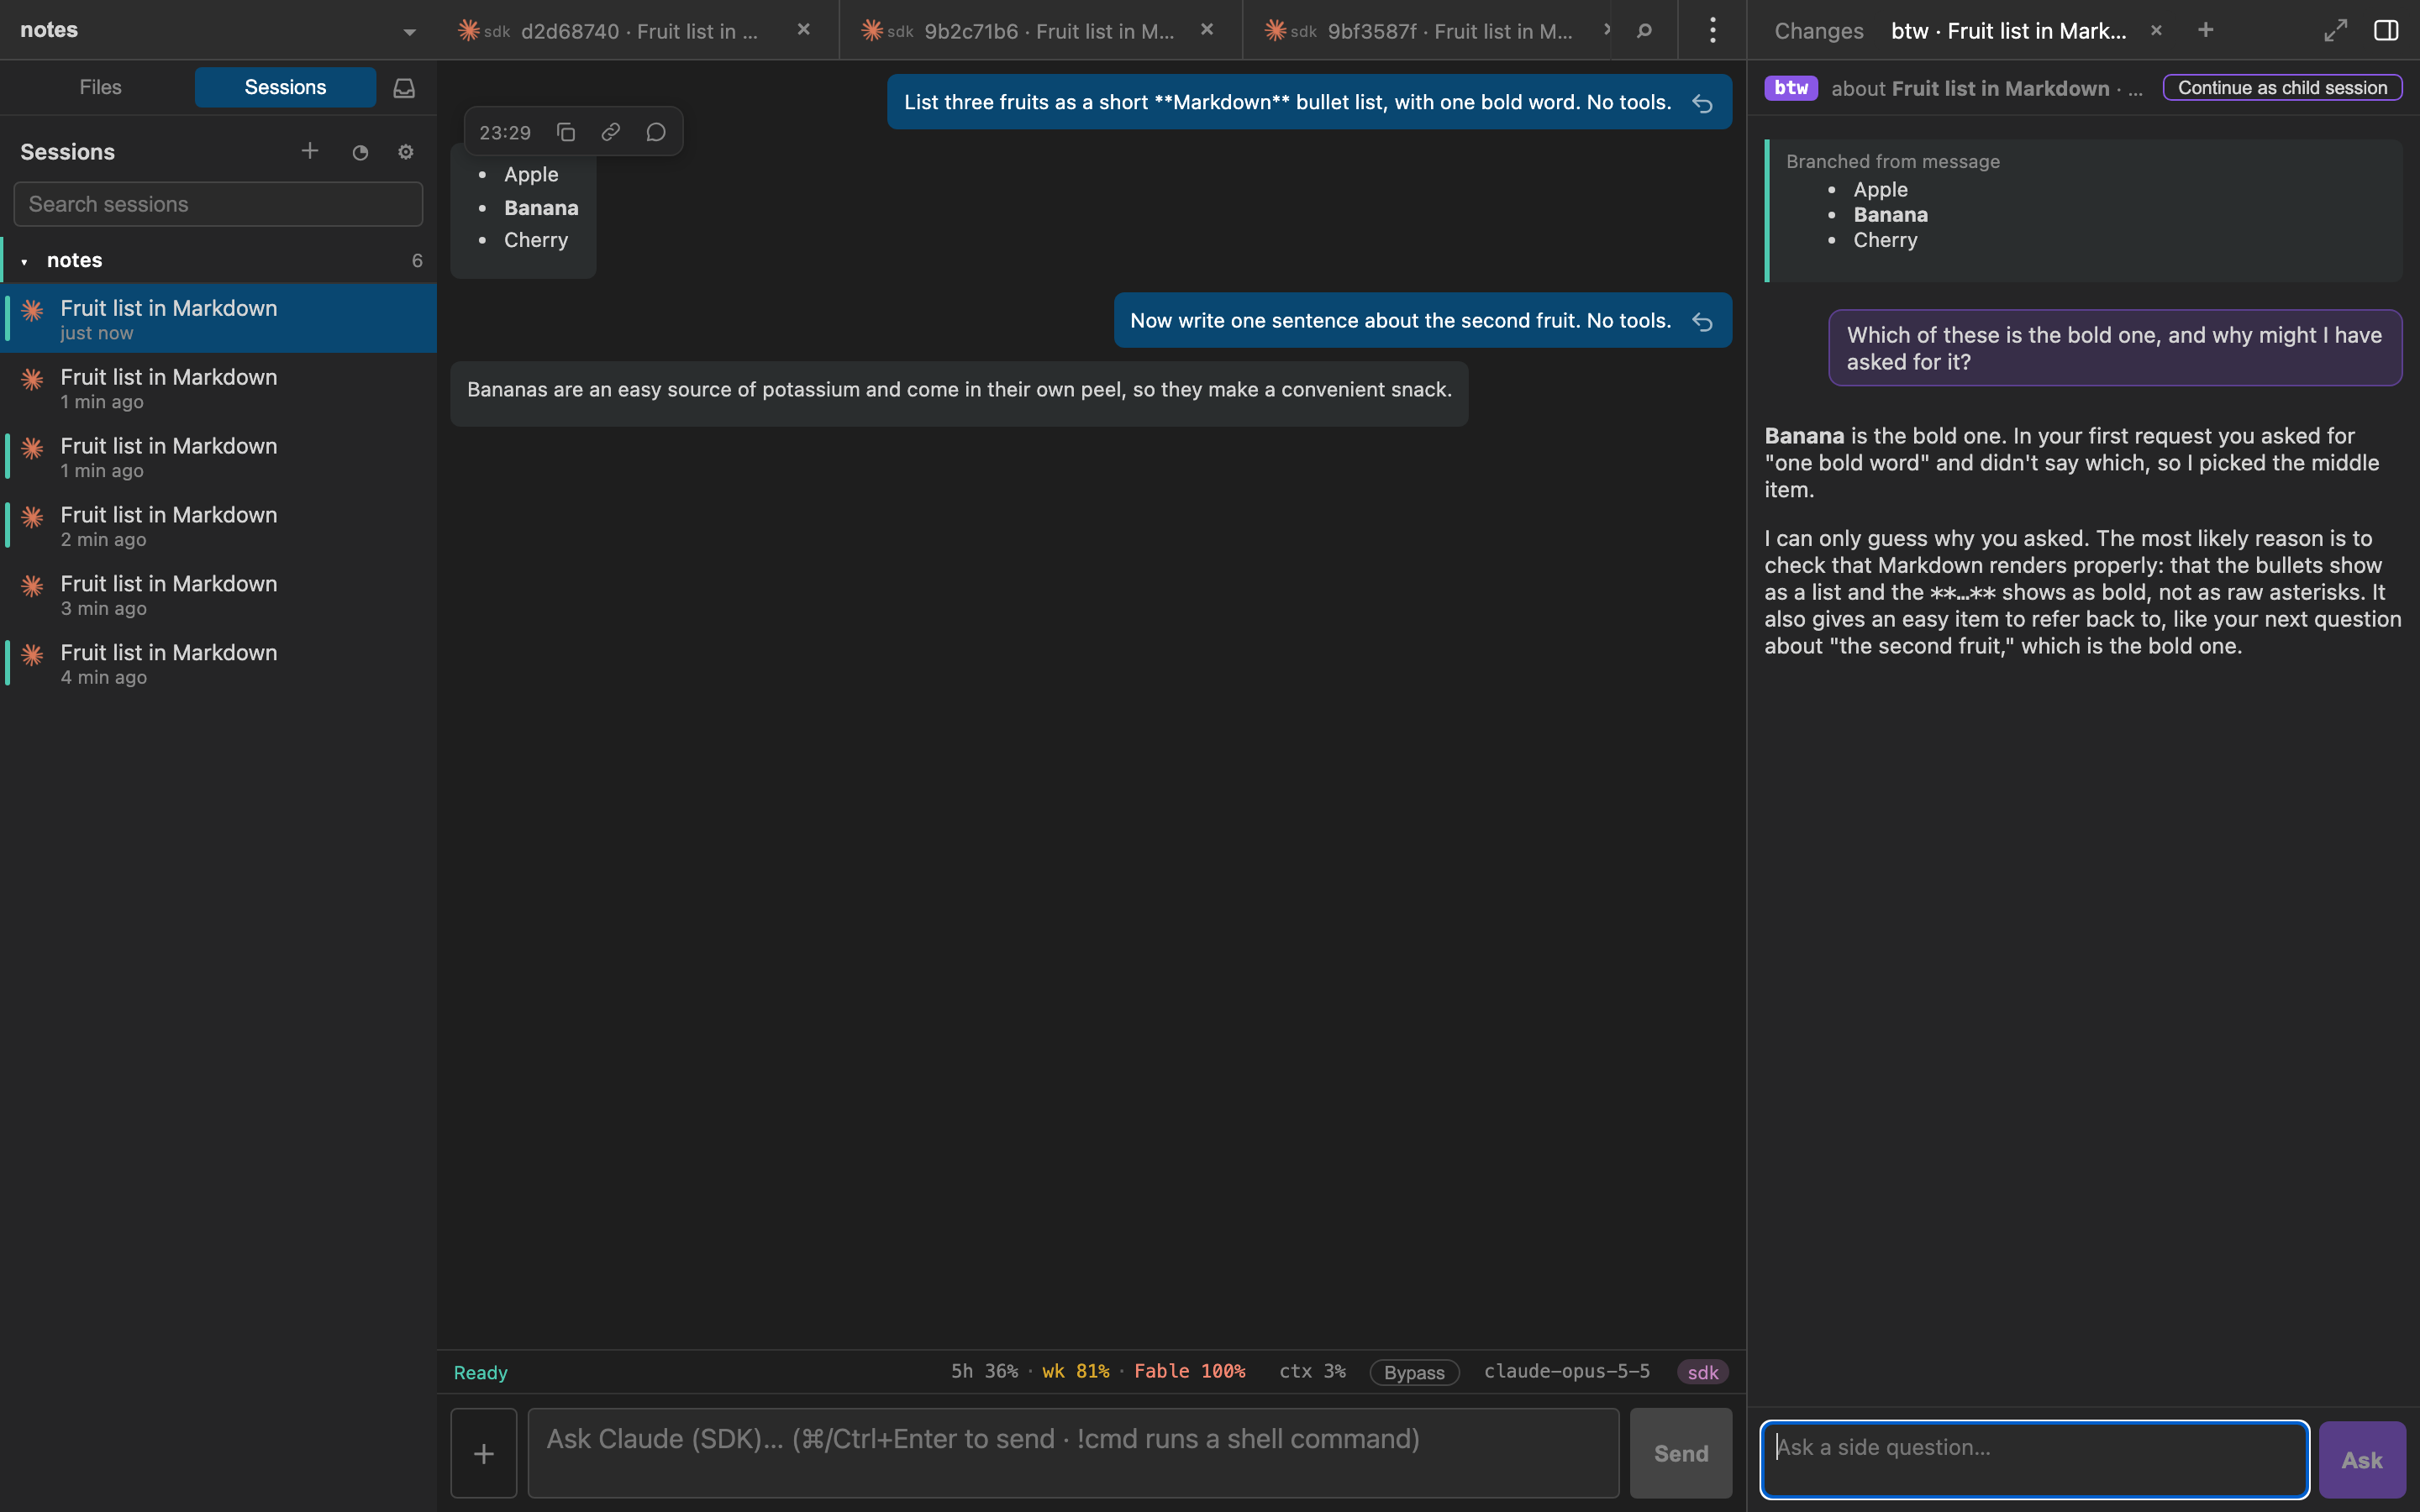 notes
Files
Sessions
Sessions
Search sessions
notes 6
Fruit list in Markdown
just now
Fruit list in Markdown
1 min ago
Fruit list in Markdown
1 min ago
Fruit list in Markdown
2 min ago
Fruit list in Markdown
3 min ago
Fruit list in Markdown
4 min ago
sdk d2d68740 · Fruit list in ...
sdk 9b2c71b6 · Fruit list in M...
sdk 9bf3587f · Fruit list in M...
List three fruits as a short **Markdown** bullet list, with one bold word. No tools.
23:29
• Apple
• Banana
• Cherry
Now write one sentence about the second fruit. No tools.
Bananas are an easy source of potassium and come in their own peel, so they make a convenient snack.
Ready
5h 36% · wk 81% · Fable 100% ctx 3% Bypass claude-opus-5-5 sdk
Ask Claude (SDK)... (⌘/Ctrl+Enter to send · !cmd runs a shell command)
Send
Changes
btw · Fruit list in Mark...
btw about Fruit list in Markdown · ...
Continue as child session
Branched from message
• Apple
• Banana
• Cherry
Which of these is the bold one, and why might I have
asked for it?
Banana is the bold one. In your first request you asked for
"one bold word" and didn't say which, so I picked the middle
item.
I can only guess why you asked. The most likely reason is to
check that Markdown renders properly: that the bullets show
as a list and the **…** shows as bold, not as raw asterisks. It
also gives an easy item to refer back to, like your next question
about "the second fruit," which is the bold one.
Ask a side question...
Ask